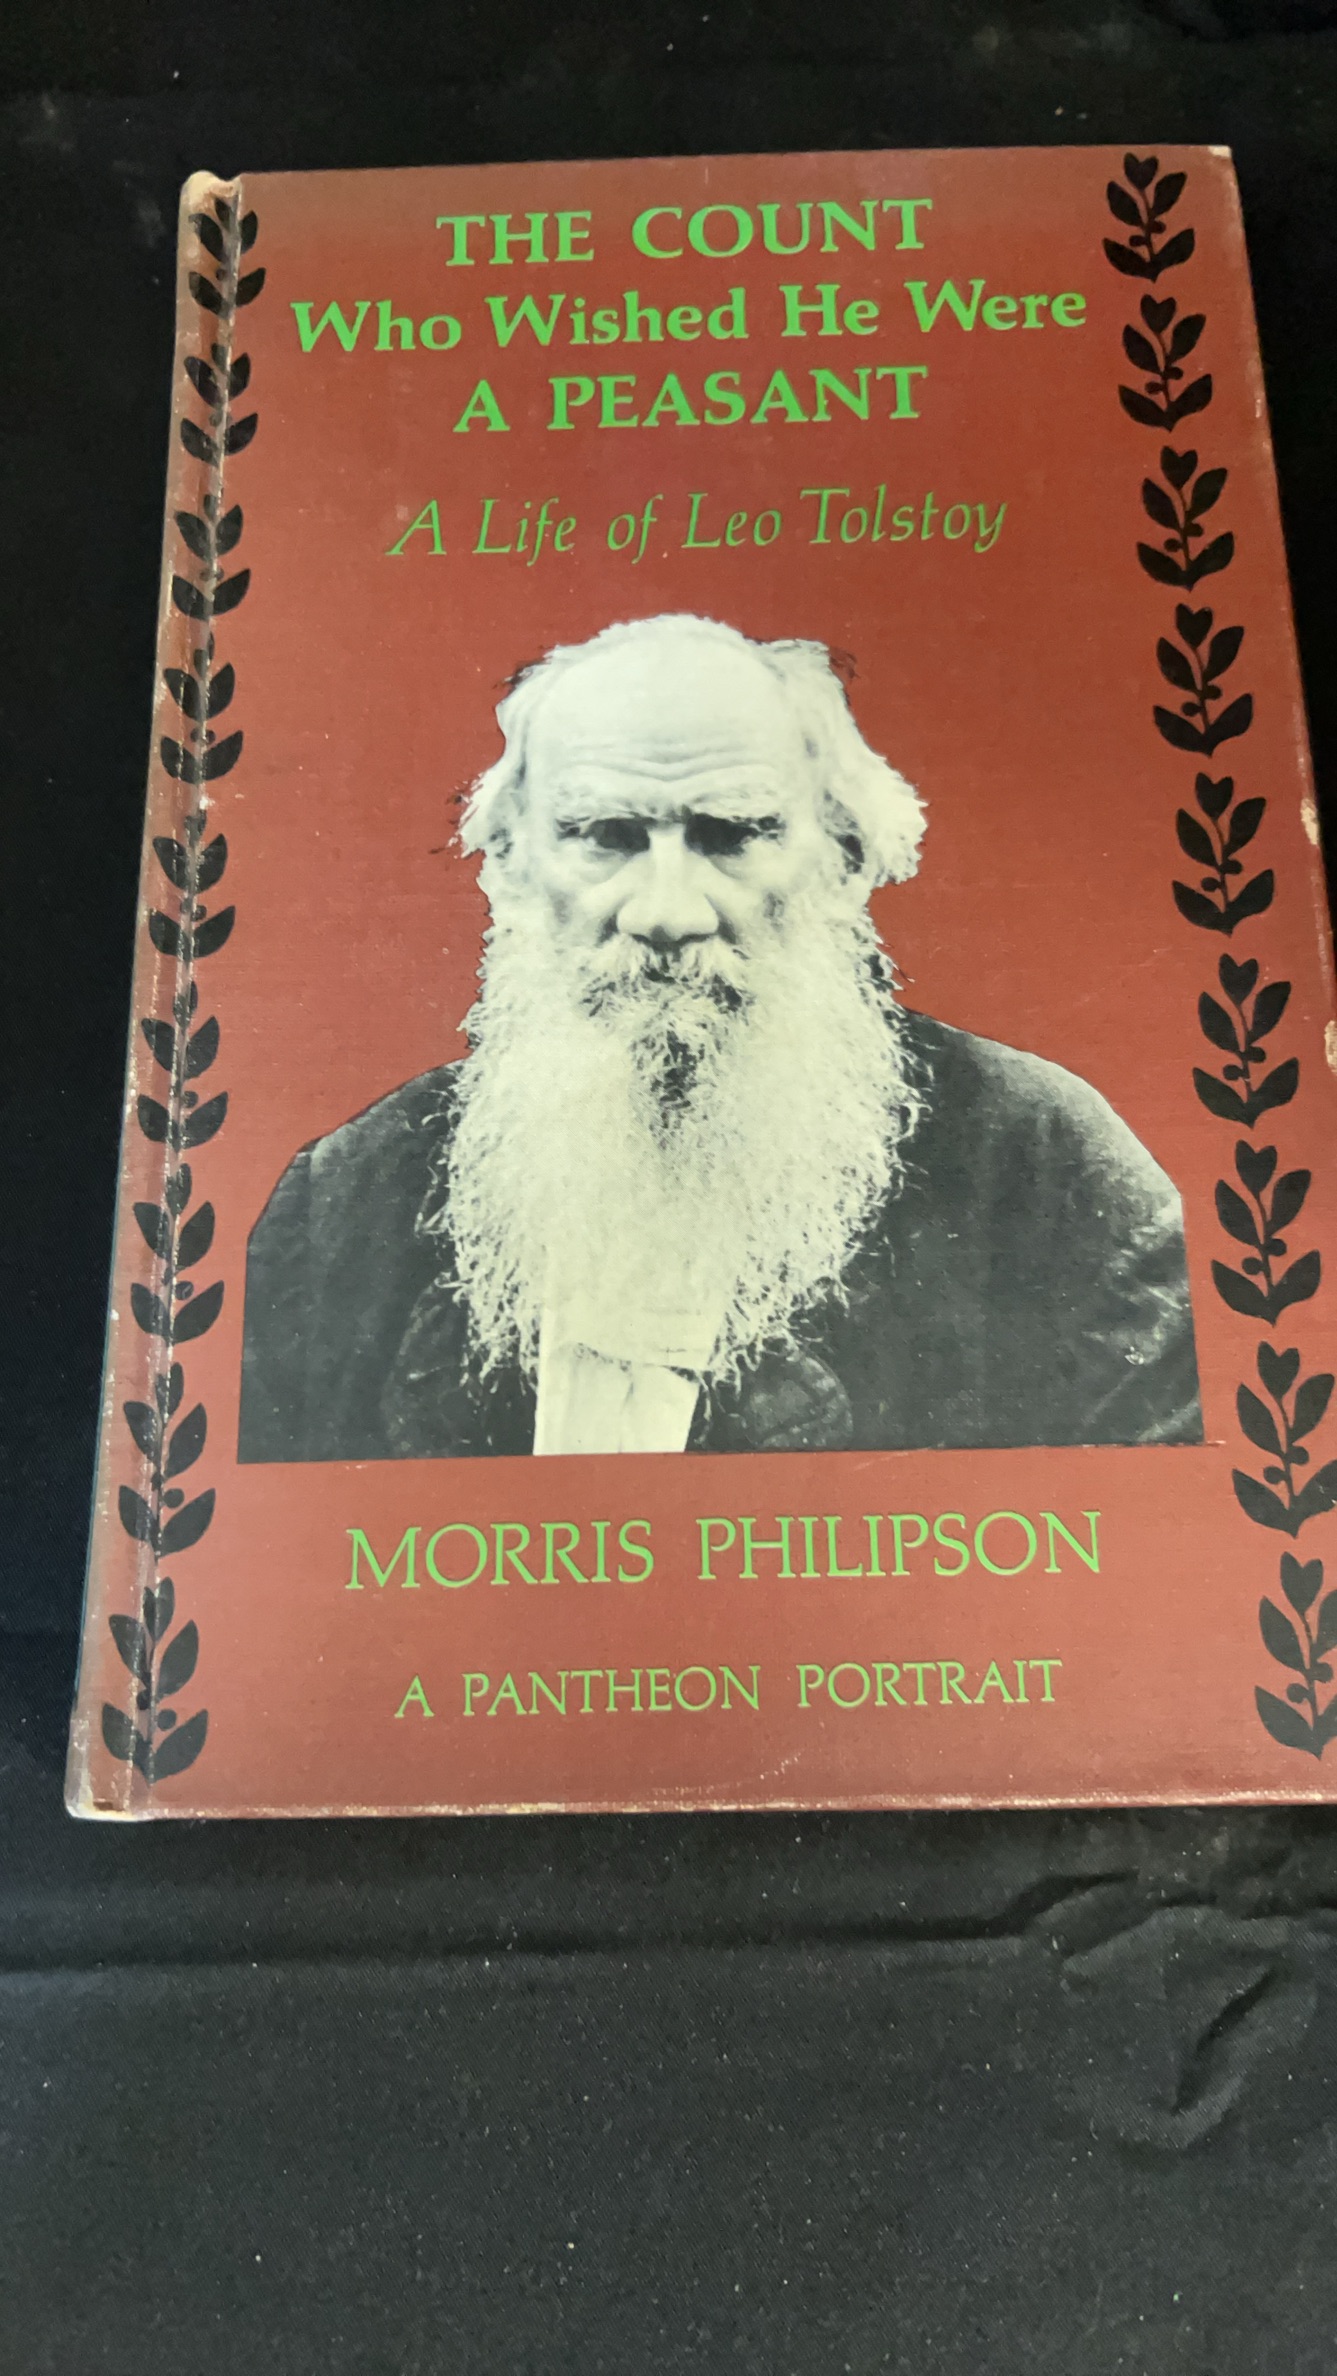 THE COUNT
Who Wished He Were
A PEASANT
A Life of Leo Tolstoy
MORRIS PHILIPSON
A PANTHEON PORTRAIT